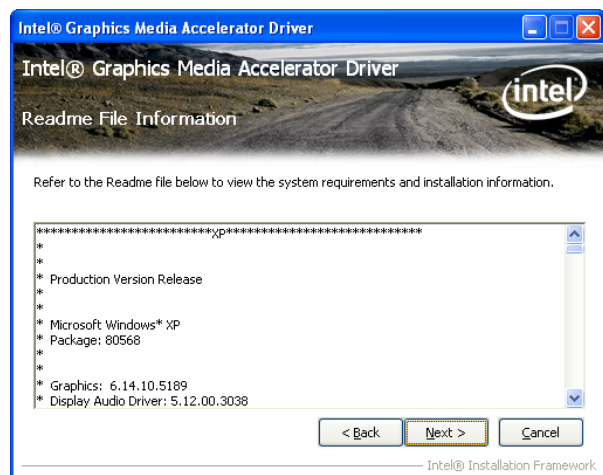 Intel® Graphics Media Accelerator Driver
Intel® Graphics Media Accelerator Driver
intel
Readme File Information
Refer to the Readme file below to view the system requirements and installation information.
*************************XP****************************
*
*
* Production Version Release
*
*
* Microsoft Windows* XP
* Package: 80568
*
*
* Graphics: 6.14.10.5189
* Display Audio Driver: 5.12.00.3038
< Back
Next >
Cancel
Intel® Installation Framework